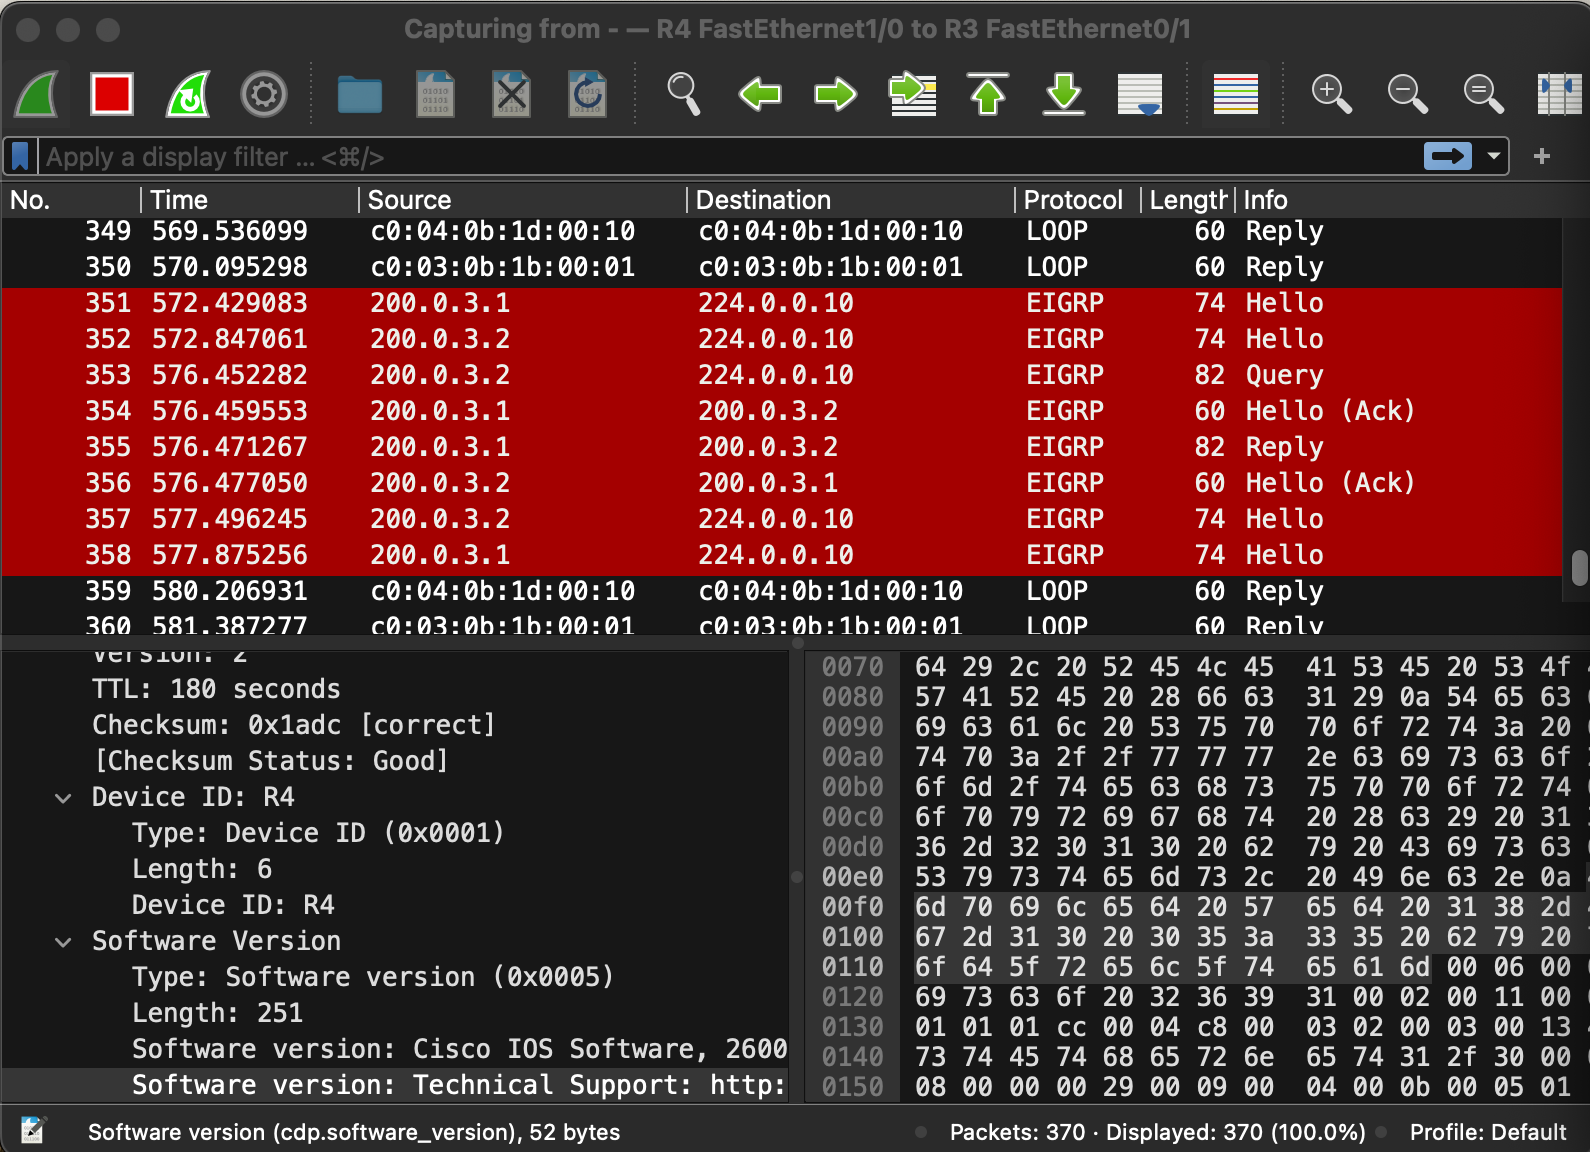 Capturing from - — R4 FastEthernet1/0 to R3 FastEthernet0/1
Apply a display filter ... <⌘/>
No. Time Source Destination Protocol Length Info
349 569.536099 c0:04:0b:1d:00:10 c0:04:0b:1d:00:10 LOOP 60 Reply
350 570.095298 c0:03:0b:1b:00:01 c0:03:0b:1b:00:01 LOOP 60 Reply
351 572.429083 200.0.3.1 224.0.0.10 EIGRP 74 Hello
352 572.847061 200.0.3.2 224.0.0.10 EIGRP 74 Hello
353 576.452282 200.0.3.2 224.0.0.10 EIGRP 82 Query
354 576.459553 200.0.3.1 200.0.3.2 EIGRP 60 Hello (Ack)
355 576.471267 200.0.3.1 200.0.3.2 EIGRP 82 Reply
356 576.477050 200.0.3.2 200.0.3.1 EIGRP 60 Hello (Ack)
357 577.496245 200.0.3.2 224.0.0.10 EIGRP 74 Hello
358 577.875256 200.0.3.1 224.0.0.10 EIGRP 74 Hello
359 580.206931 c0:04:0b:1d:00:10 c0:04:0b:1d:00:10 LOOP 60 Reply
360 581.387277 c0:03:0b:1b:00:01 c0:03:0b:1b:00:01 LOOP 60 Reply
Version: 2
TTL: 180 seconds
Checksum: 0x1adc [correct]
[Checksum Status: Good]
Device ID: R4
Type: Device ID (0x0001)
Length: 6
Device ID: R4
Software Version
Type: Software version (0x0005)
Length: 251
Software version: Cisco IOS Software, 2600
Software version: Technical Support: http:
0070 64 29 2c 20 52 45 4c 45 41 53 45 20 53 4f
0080 57 41 52 45 20 28 66 63 31 29 0a 54 65 63
0090 69 63 61 6c 20 53 75 70 70 6f 72 74 3a 20
00a0 74 70 3a 2f 2f 77 77 77 2e 63 69 73 63 6f
00b0 6f 6d 2f 74 65 63 68 73 75 70 70 6f 72 74
00c0 6f 70 79 72 69 67 68 74 20 28 63 29 20 31
00d0 36 2d 32 30 31 30 20 62 79 20 43 69 73 63
00e0 53 79 73 74 65 6d 73 2c 20 49 6e 63 2e 0a
00f0 6d 70 69 6c 65 64 20 57 65 64 20 31 38 2d
0100 67 2d 31 30 20 30 35 3a 33 35 20 62 79 20
0110 6f 64 5f 72 65 6c 5f 74 65 61 6d 00 06 00
0120 69 73 63 6f 20 32 36 39 31 00 02 00 11 00
0130 01 01 01 cc 00 04 c8 00 03 02 00 03 00 13
0140 73 74 45 74 68 65 72 6e 65 74 31 2f 30 00
0150 08 00 00 00 29 00 09 00 04 00 0b 00 05 01
Software version (cdp.software_version), 52 bytes
Packets: 370 · Displayed: 370 (100.0%)
Profile: Default